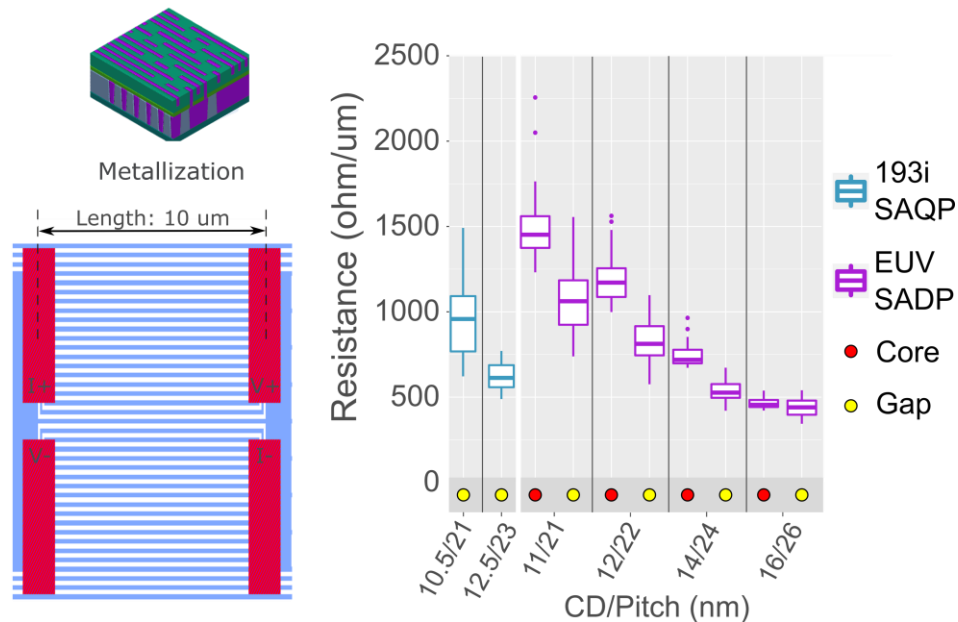 Metallization
Length: 10 um
I+
V+
V-
I-
Resistance (ohm/um)
2500
2000
1500
1000
500
0
10.5/21
12.5/23
11/21
12/22
14/24
16/26
CD/Pitch (nm)
193i
SAQP
EUV
SADP
Core
Gap